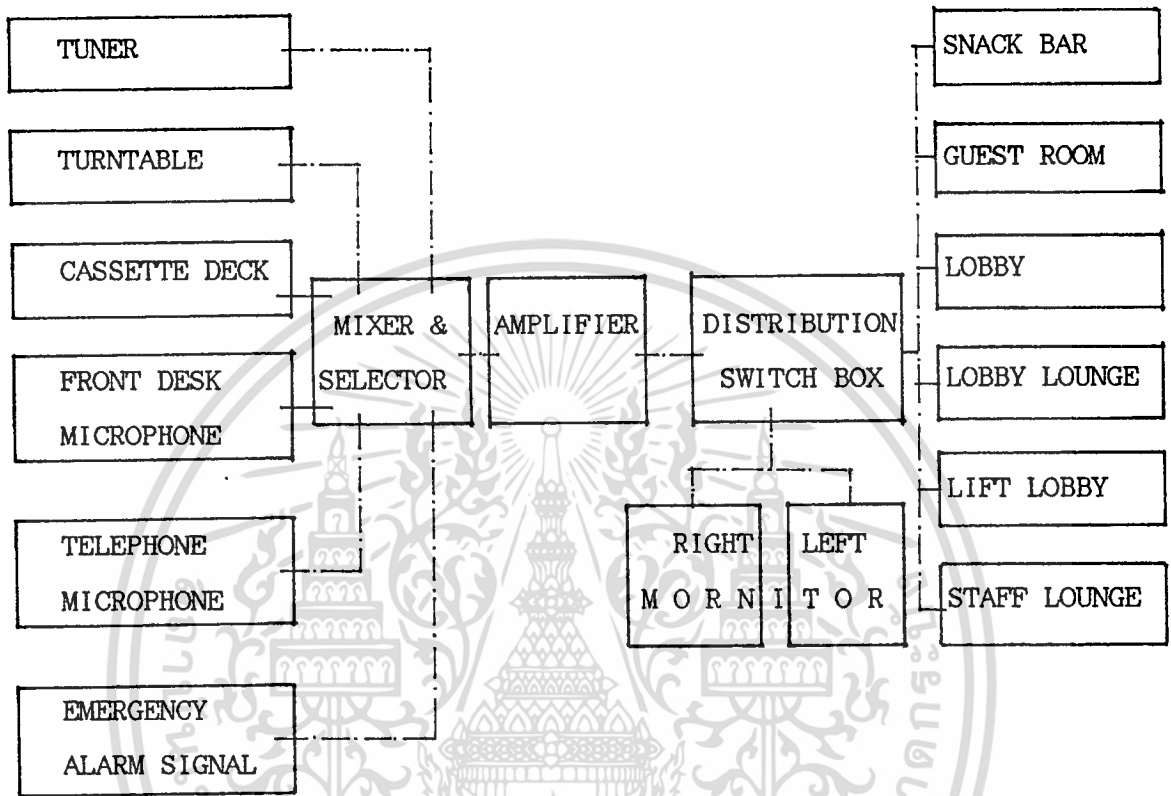 TUNER
TURNTABLE
CASSETTE DECK
FRONT DESK
MICROPHONE
TELEPHONE
MICROPHONE
EMERGENCY
ALARM SIGNAL
MIXER &
SELECTOR
AMPLIFIER
DISTRIBUTION
SWITCH BOX
RIGHT LEFT
MORNITOR
SNACK BAR
GUEST ROOM
LOBBY
LOBBY LOUNGE
LIFT LOBBY
STAFF LOUNGE